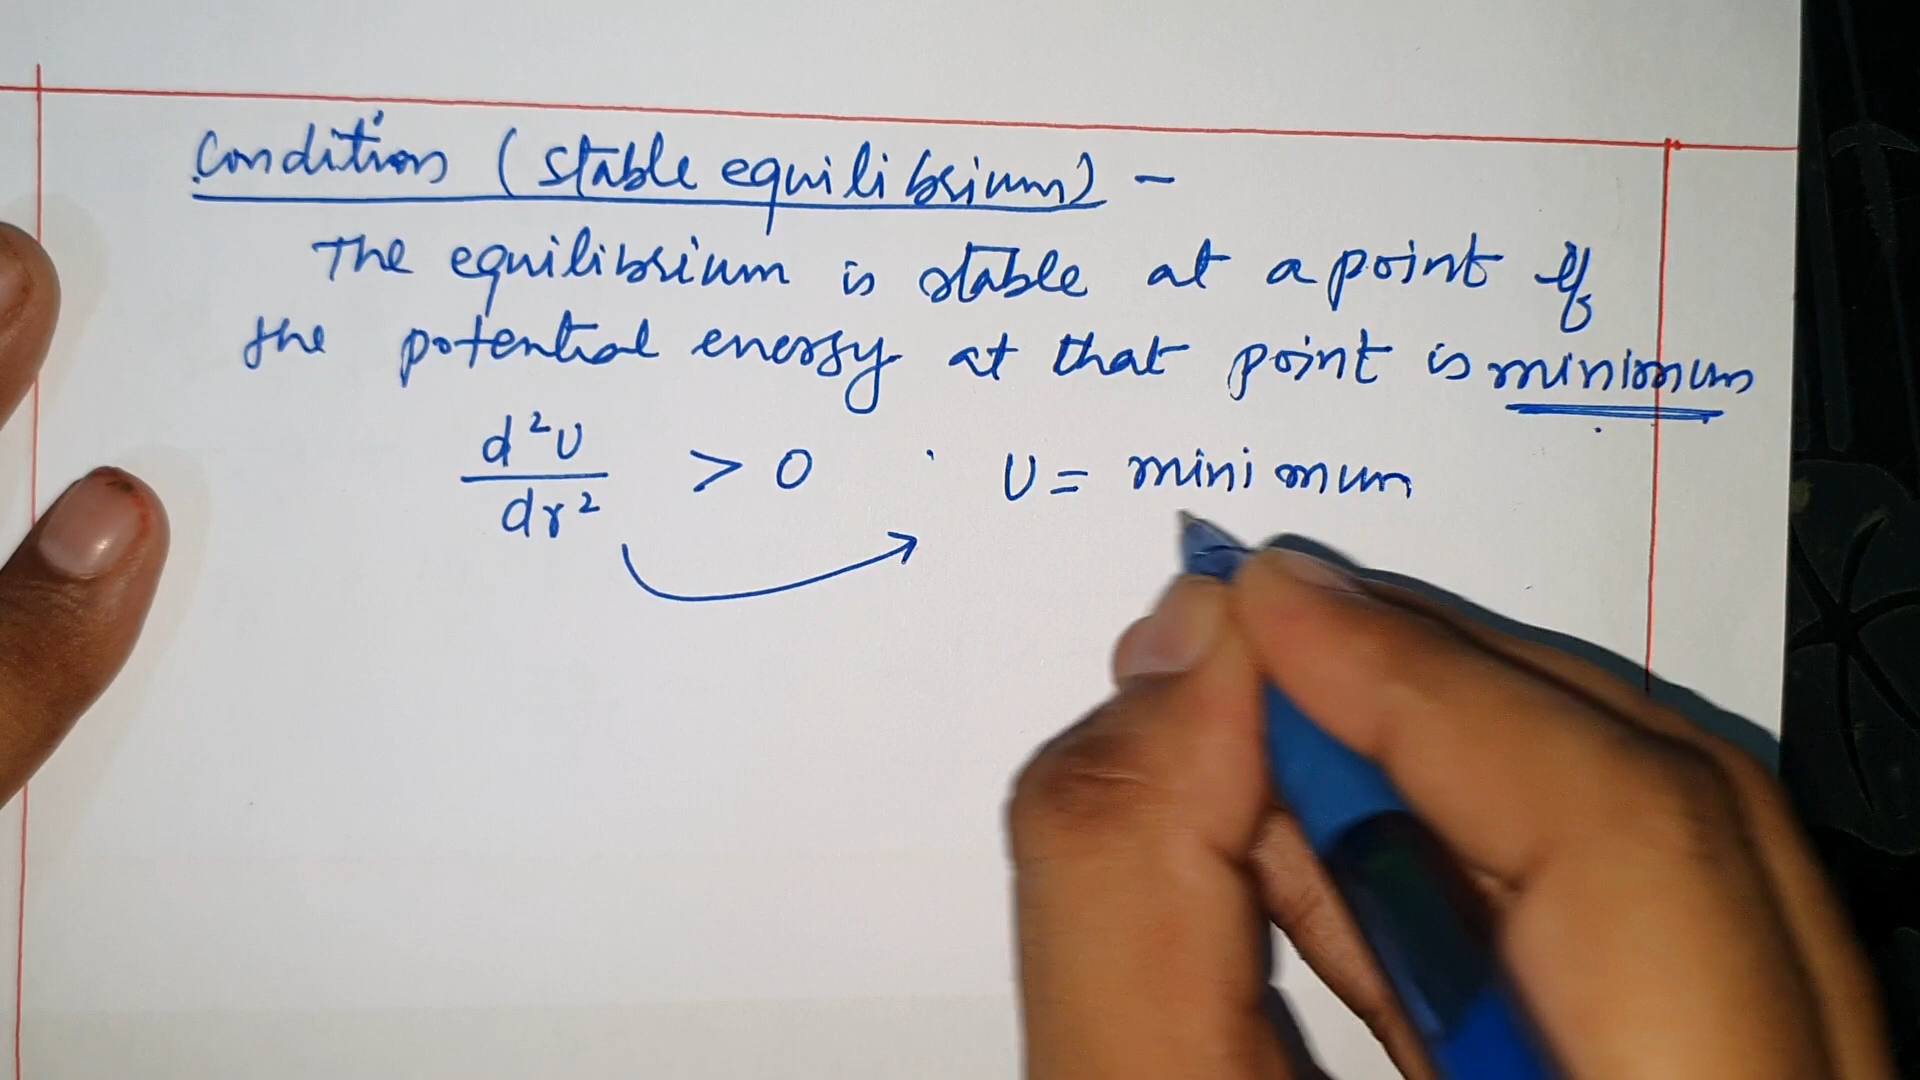 Condition (stable equilibrium) -
The equilibrium is stable at a point if
the potential energy at that point is minimum
d²U/dr² > 0 U = minimum